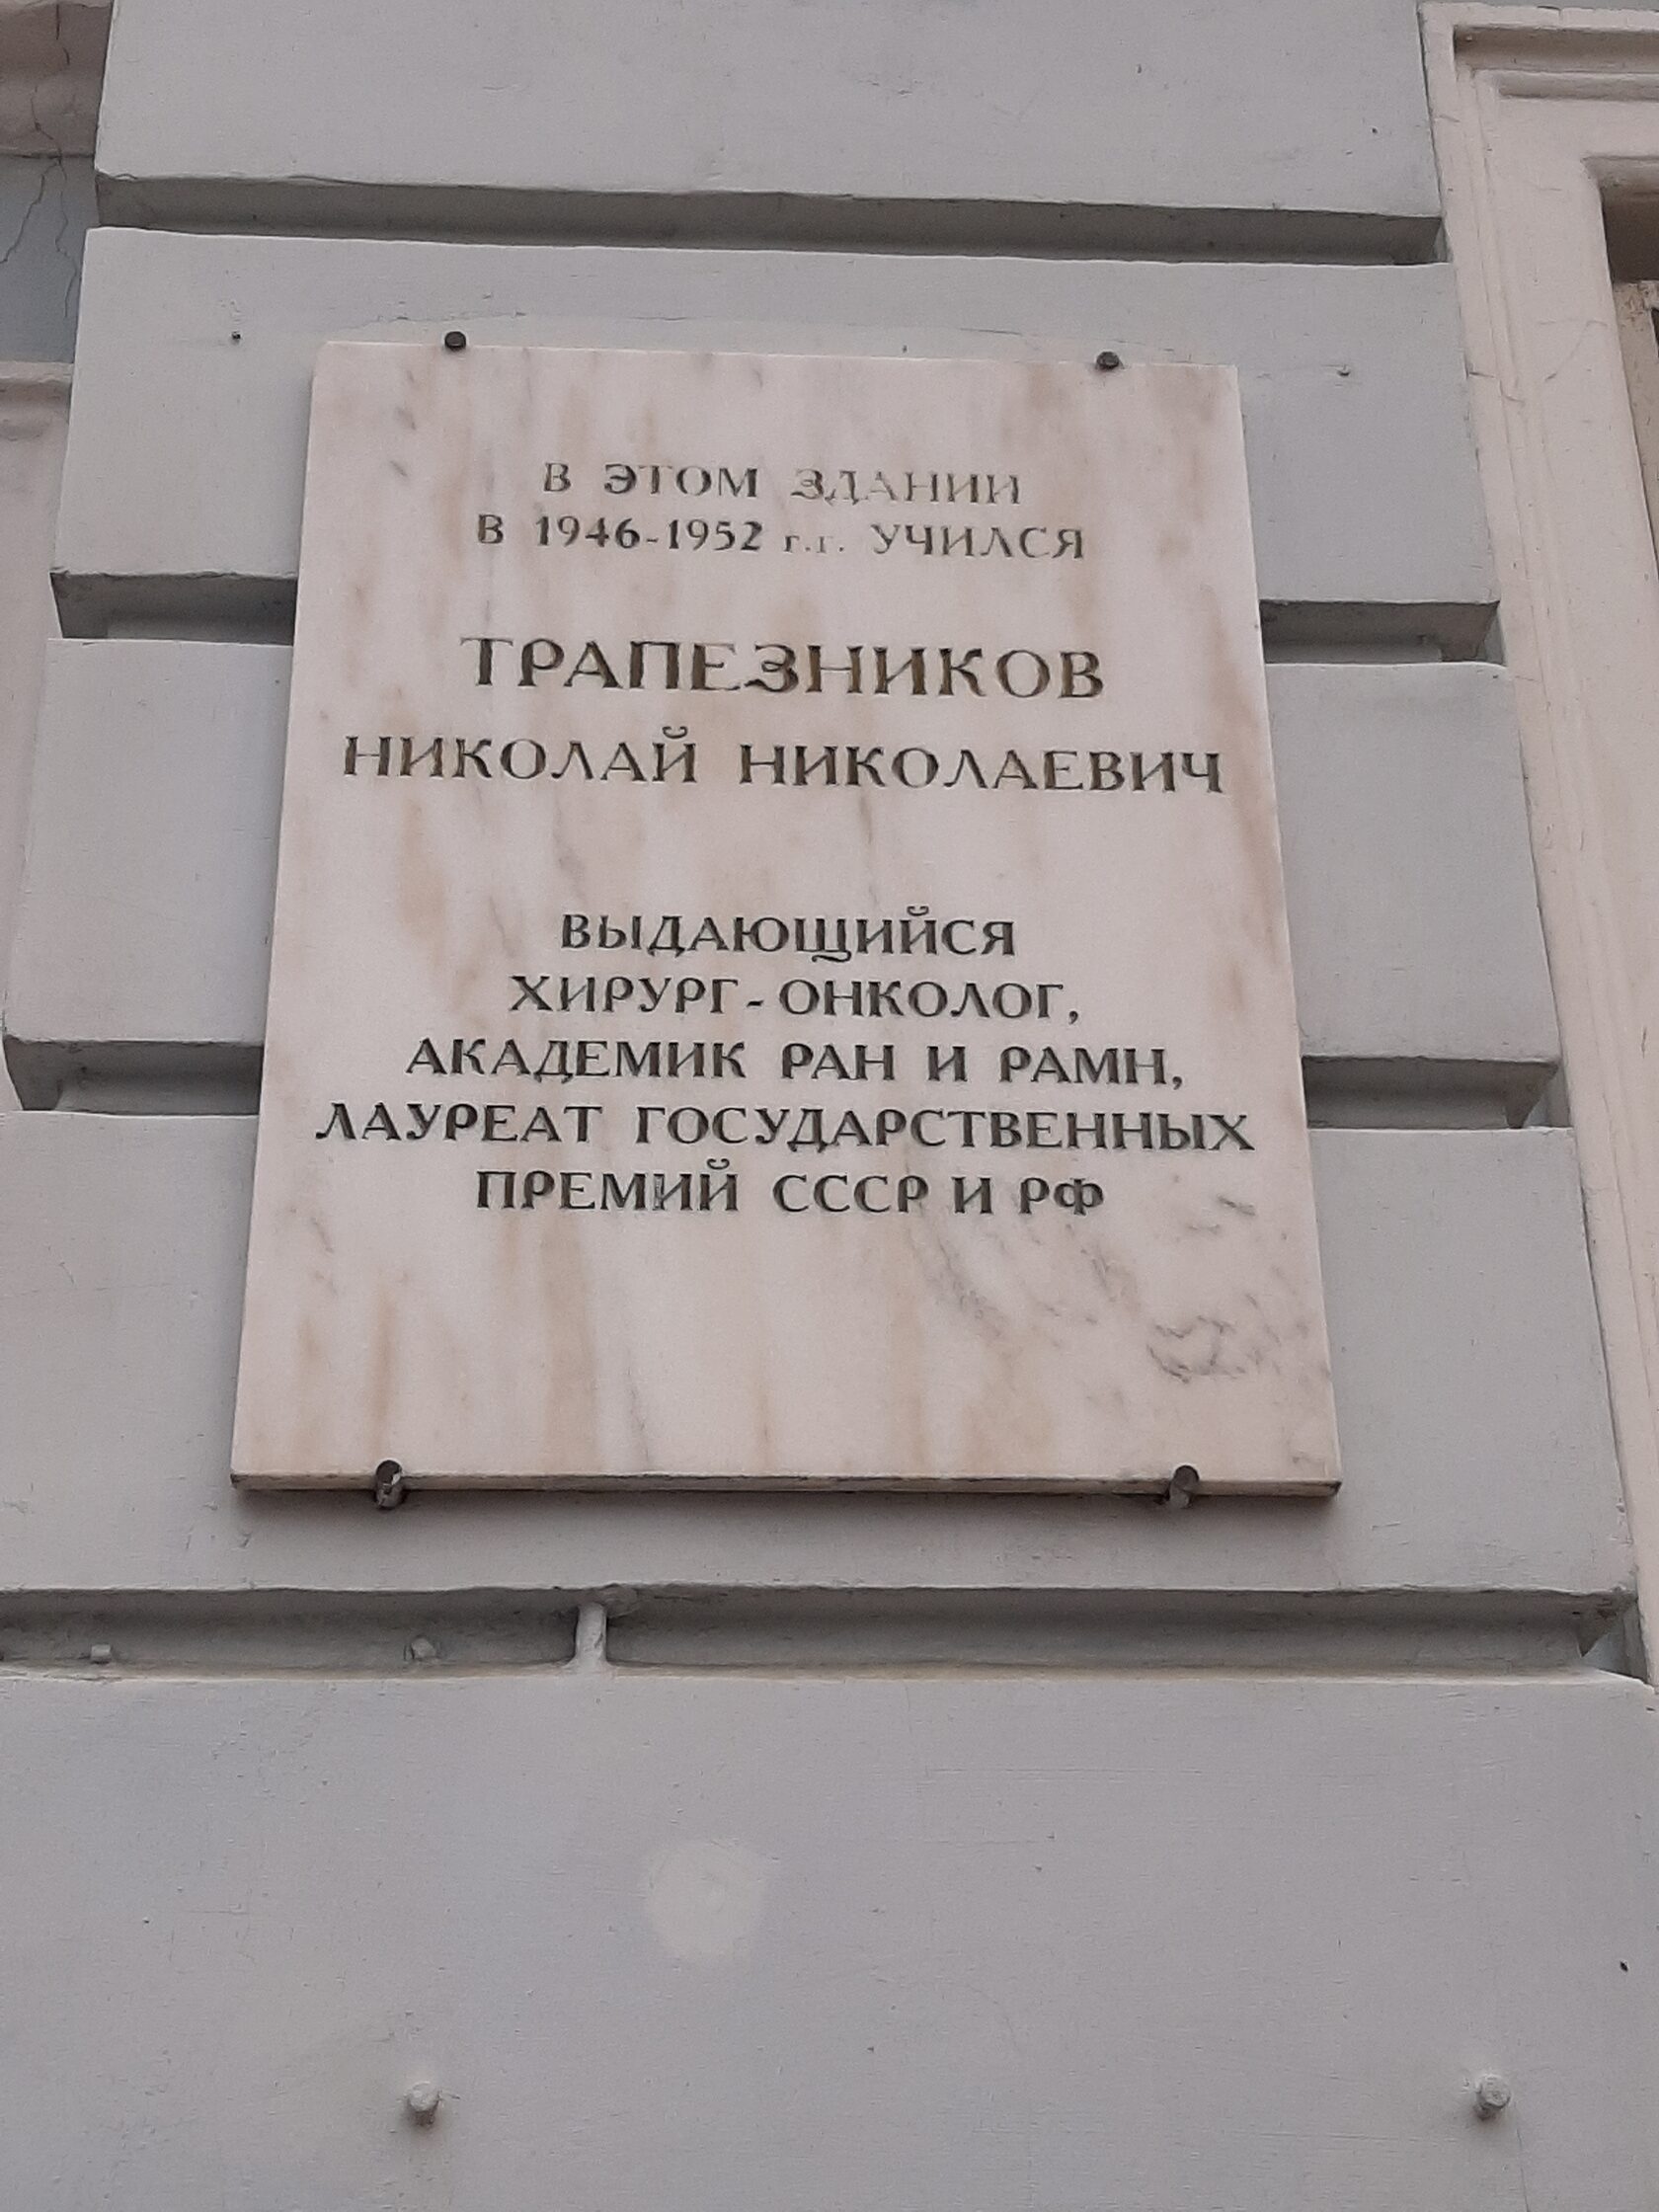 В ЭТОМ ЗДАНИИ
В 1946-1952 г.г. УЧИЛСЯ
ТРАПЕЗНИКОВ
НИКОЛАЙ НИКОЛАЕВИЧ
ВЫДАЮЩИЙСЯ
ХИРУРГ-ОНКОЛОГ,
АКАДЕМИК РАН И РАМН,
ЛАУРЕАТ ГОСУДАРСТВЕННЫХ
ПРЕМИЙ СССР И РФ